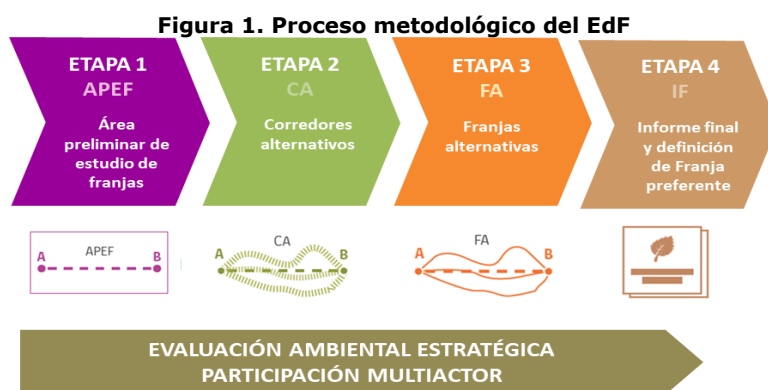 Figura 1. Proceso metodológico del EdF
ETAPA 1
APEF
Área
preliminar de
estudio de
franjas
ETAPA 2
CA
Corredores
alternativos
ETAPA 3
FA
Franjas
alternativas
ETAPA 4
IF
Informe final
y definición
de Franja
preferente
APEF
A B
CA
A B
FA
A B
EVALUACIÓN AMBIENTAL ESTRATÉGICA
PARTICIPACIÓN MULTIACTOR